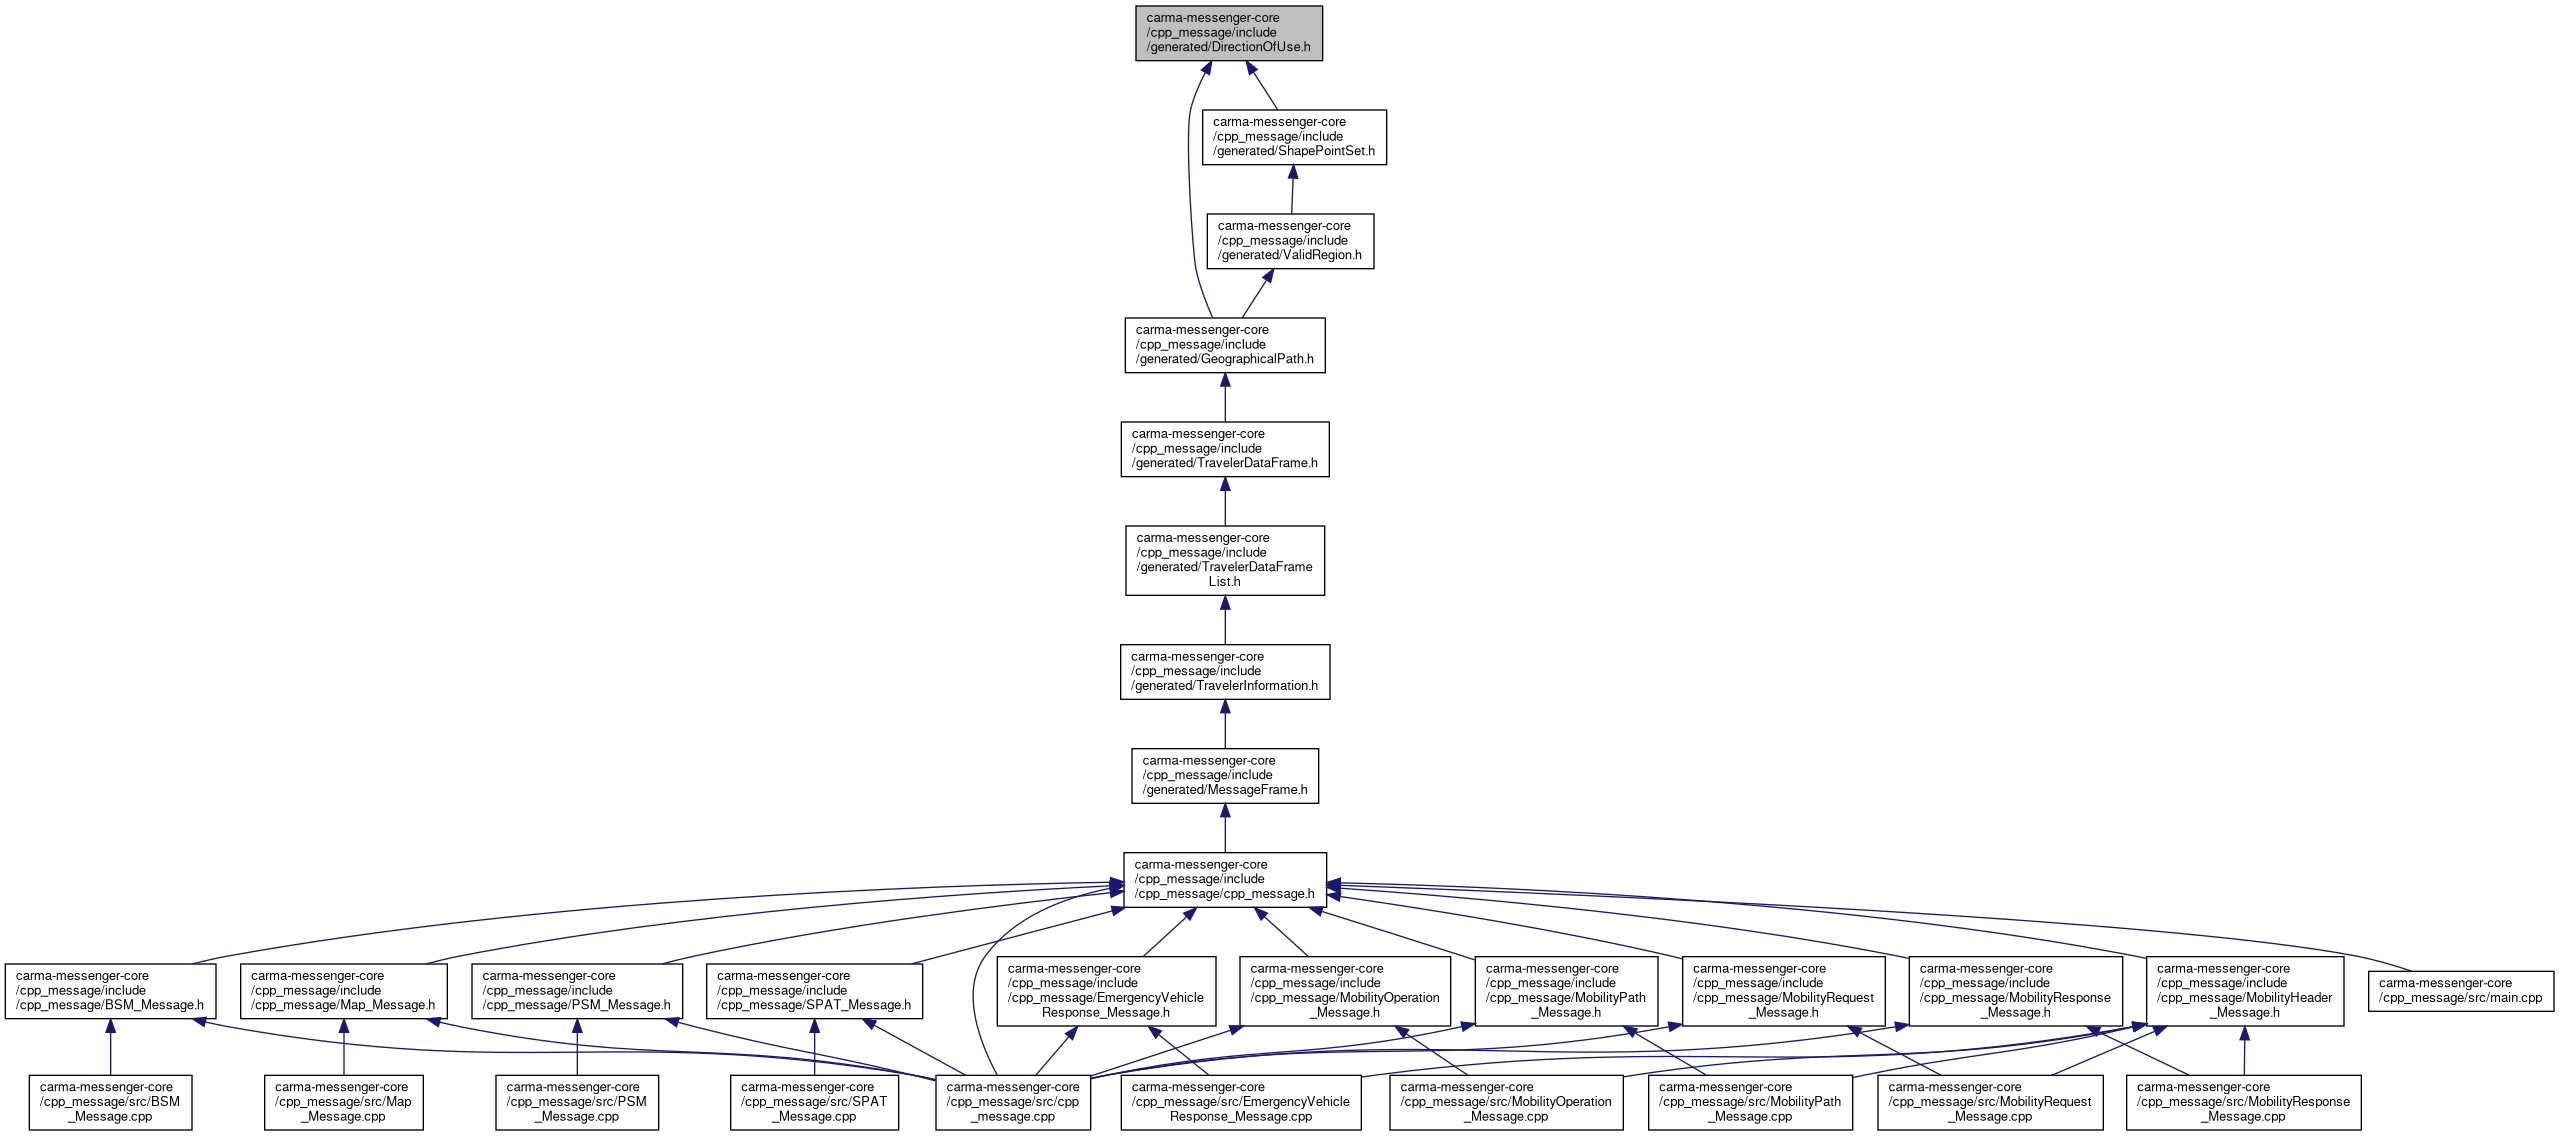 carma-messenger-core
/cpp_message/include
/generated/DirectionOfUse.h
carma-messenger-core
/cpp_message/include
/generated/ShapePointSet.h
carma-messenger-core
/cpp_message/include
/generated/ValidRegion.h
carma-messenger-core
/cpp_message/include
/generated/GeographicalPath.h
carma-messenger-core
/cpp_message/include
/generated/TravelerDataFrame.h
carma-messenger-core
/cpp_message/include
/generated/TravelerDataFrame
List.h
carma-messenger-core
/cpp_message/include
/generated/TravelerInformation.h
carma-messenger-core
/cpp_message/include
/generated/MessageFrame.h
carma-messenger-core
/cpp_message/include
/cpp_message/cpp_message.h
carma-messenger-core
/cpp_message/include
/cpp_message/BSM_Message.h
carma-messenger-core
/cpp_message/include
/cpp_message/Map_Message.h
carma-messenger-core
/cpp_message/include
/cpp_message/PSM_Message.h
carma-messenger-core
/cpp_message/include
/cpp_message/SPAT_Message.h
carma-messenger-core
/cpp_message/include
/cpp_message/EmergencyVehicle
Response_Message.h
carma-messenger-core
/cpp_message/include
/cpp_message/MobilityOperation
_Message.h
carma-messenger-core
/cpp_message/include
/cpp_message/MobilityPath
_Message.h
carma-messenger-core
/cpp_message/include
/cpp_message/MobilityRequest
_Message.h
carma-messenger-core
/cpp_message/include
/cpp_message/MobilityResponse
_Message.h
carma-messenger-core
/cpp_message/include
/cpp_message/MobilityHeader
_Message.h
carma-messenger-core
/cpp_message/src/main.cpp
carma-messenger-core
/cpp_message/src/BSM
_Message.cpp
carma-messenger-core
/cpp_message/src/Map
_Message.cpp
carma-messenger-core
/cpp_message/src/PSM
_Message.cpp
carma-messenger-core
/cpp_message/src/SPAT
_Message.cpp
carma-messenger-core
/cpp_message/src/cpp
_message.cpp
carma-messenger-core
/cpp_message/src/EmergencyVehicle
Response_Message.cpp
carma-messenger-core
/cpp_message/src/MobilityOperation
_Message.cpp
carma-messenger-core
/cpp_message/src/MobilityPath
_Message.cpp
carma-messenger-core
/cpp_message/src/MobilityRequest
_Message.cpp
carma-messenger-core
/cpp_message/src/MobilityResponse
_Message.cpp